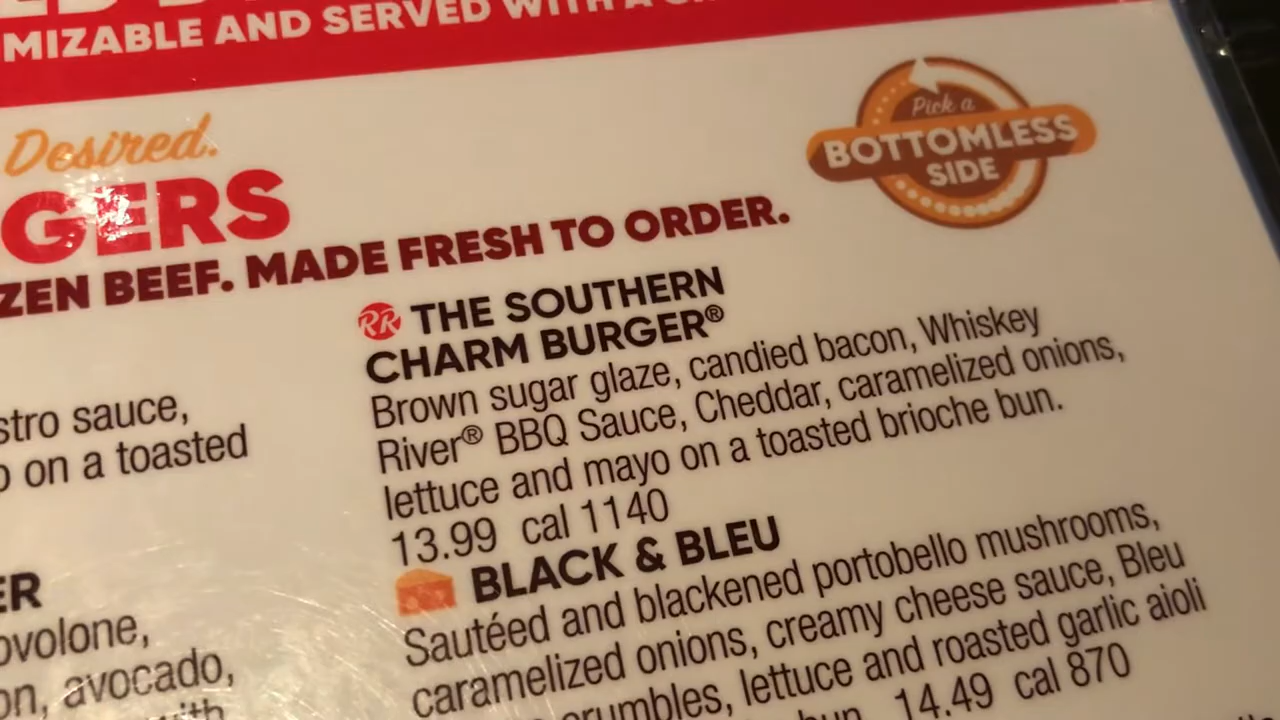 MIZABLE AND SERVED WITH A
Desired.
GERS
ZEN BEEF. MADE FRESH TO ORDER.
Pick a
BOTTOMLESS
SIDE
stro sauce,
on a toasted
ER
ovolone,
on, avocado,
with
RR THE SOUTHERN
CHARM BURGER®
Brown sugar glaze, candied bacon, Whiskey
River® BBQ Sauce, Cheddar, caramelized onions,
lettuce and mayo on a toasted brioche bun.
13.99 cal 1140
BLACK & BLEU
Sautéed and blackened portobello mushrooms,
caramelized onions, creamy cheese sauce, Bleu
crumbles, lettuce and roasted garlic aioli
bun. 14.49 cal 870